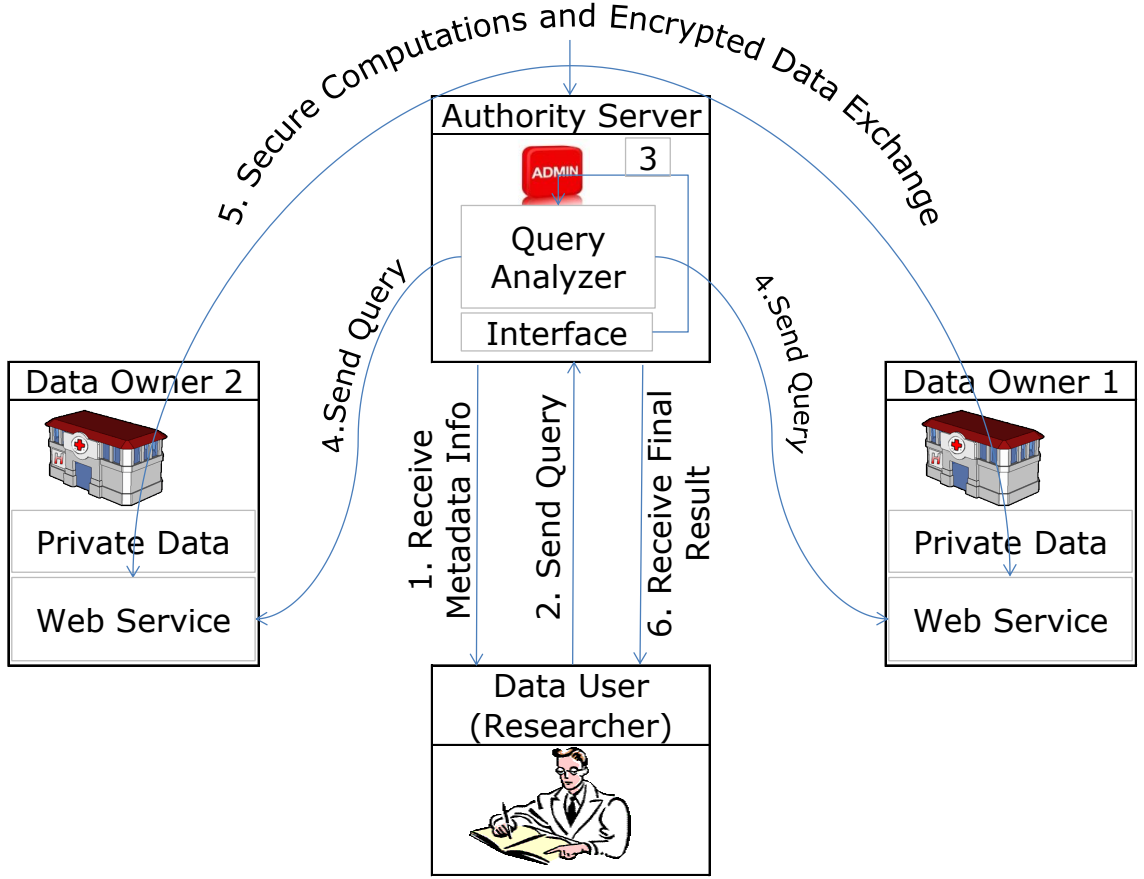 5. Secure Computations and Encrypted Data Exchange
Authority Server
3
ADMIN
Query
Analyzer
Interface
4.Send Query
4.Send Query
Data Owner 2
H
Private Data
Web Service
1. Receive
Metadata Info
2. Send Query
6. Receive Final
Result
Data Owner 1
H
Private Data
Web Service
Data User
(Researcher)